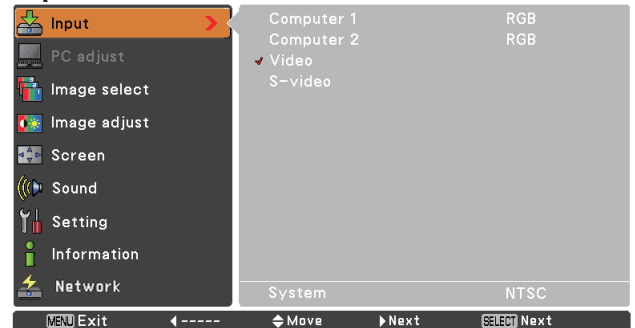 Input
PC adjust
Image select
Image adjust
Screen
Sound
Setting
Information
Network
Computer 1 RGB
Computer 2 RGB
Video
S-video
System NTSC
MENU Exit ----- Move Next SELECT Next